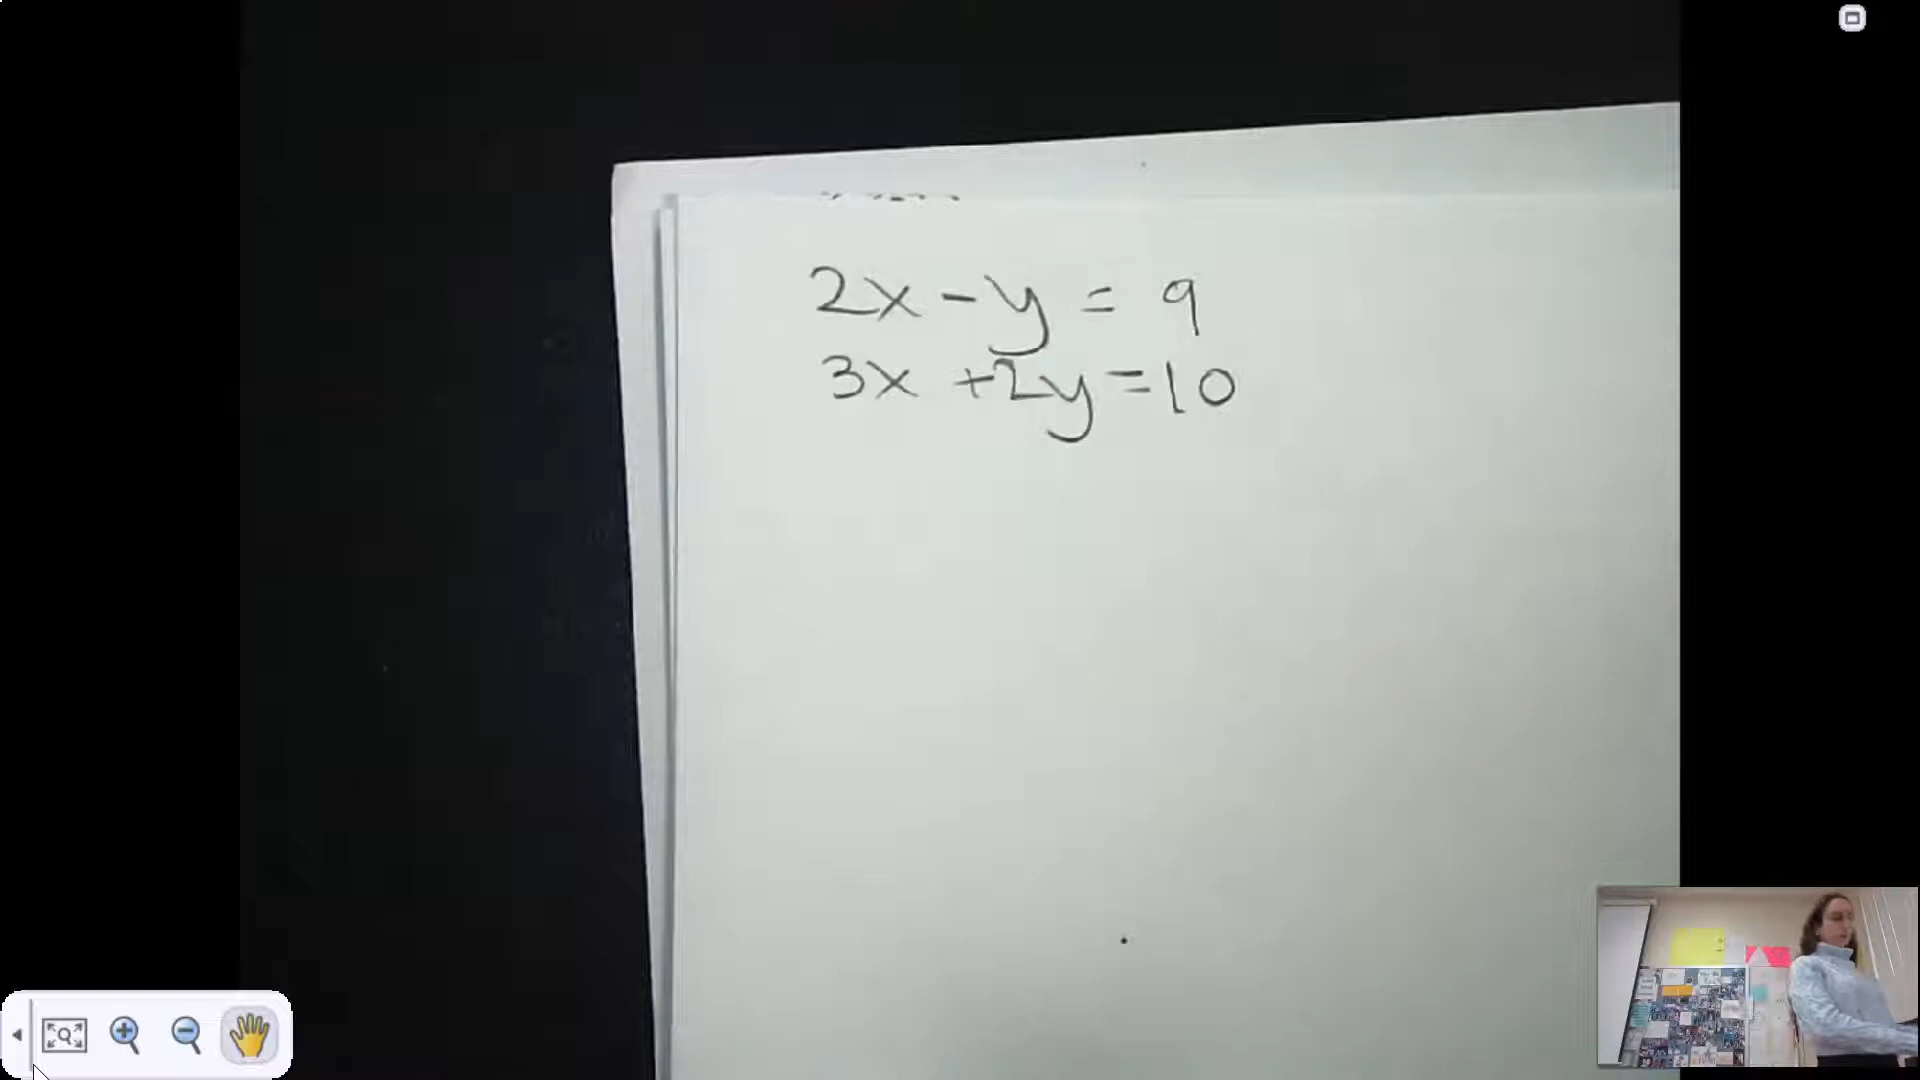 2x - y = 9
3x + 2y = 10